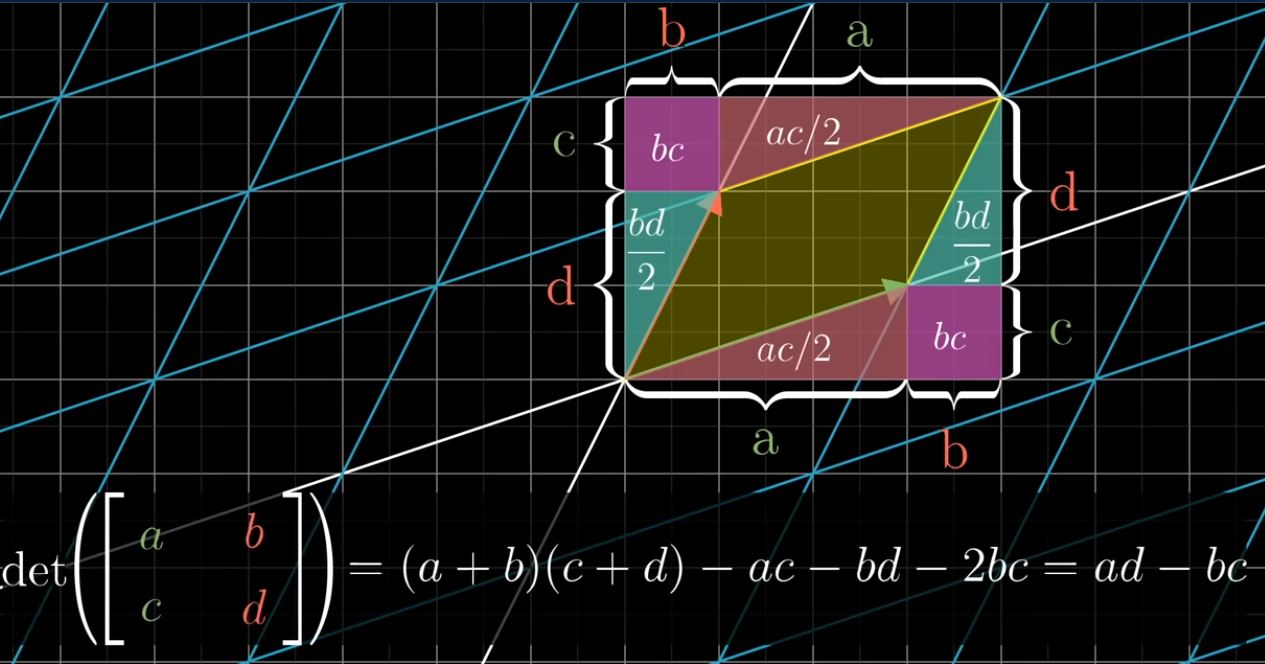 b a
c bc ac/2
bd/2 bd/2 d
d
ac/2 bc c
a b
det([a b; c d]) = (a + b)(c + d) − ac − bd − 2bc = ad − bc